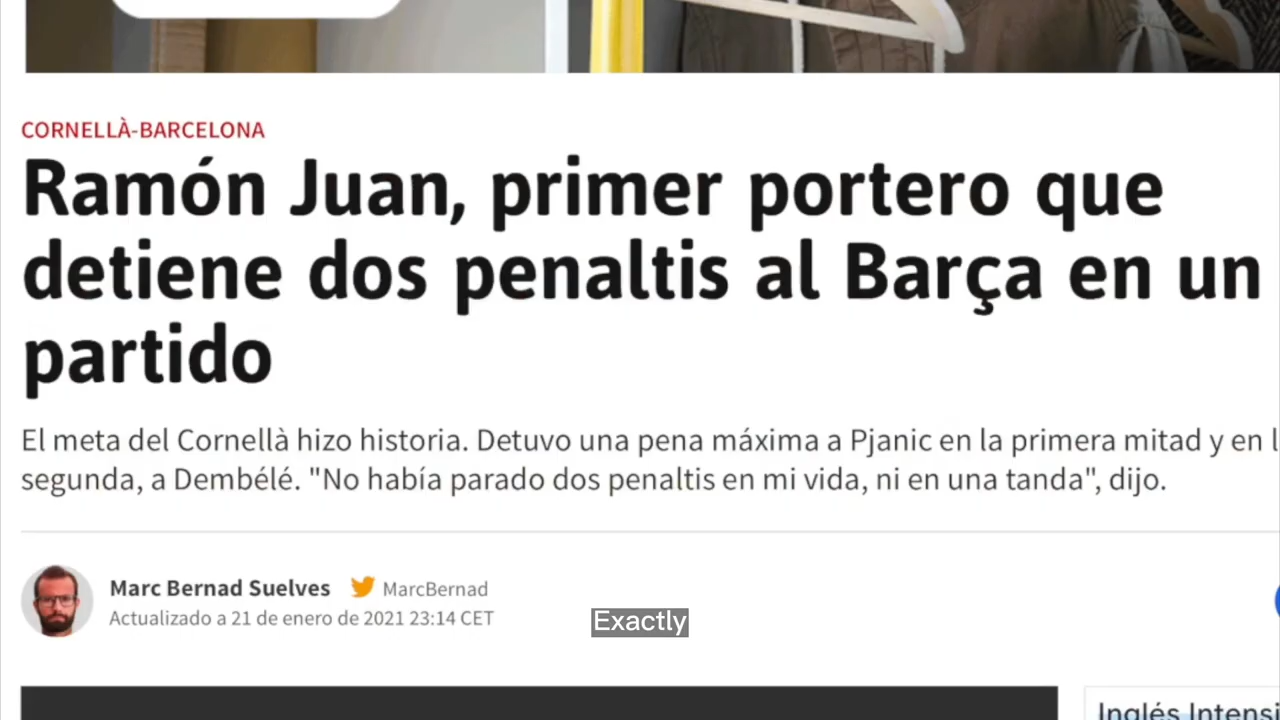 CORNELLÀ-BARCELONA
Ramón Juan, primer portero que
detiene dos penaltis al Barça en un
partido
El meta del Cornellà hizo historia. Detuvo una pena máxima a Pjanic en la primera mitad y en
segunda, a Dembélé. "No había parado dos penaltis en mi vida, ni en una tanda", dijo.
Marc Bernad Suelves MarcBernad
Actualizado a 21 de enero de 2021 23:14 CET
Exactly
Inglés